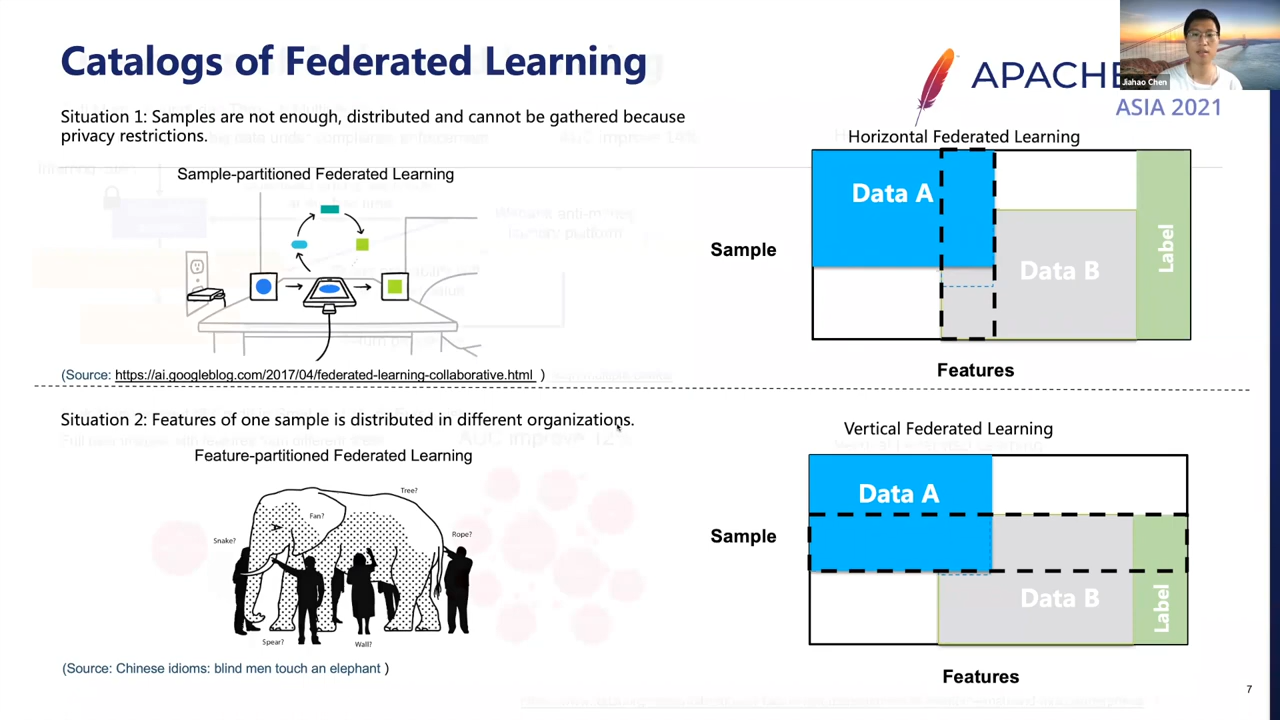 Catalogs of Federated Learning
APACHE
Jiahao Chen
ASIA 2021
Situation 1: Samples are not enough, distributed and cannot be gathered because
privacy restrictions.
Sample-partitioned Federated Learning
(Source: https://ai.googleblog.com/2017/04/federated-learning-collaborative.html )
Horizontal Federated Learning
Data A
Sample
Data B
Label
Features
Situation 2: Features of one sample is distributed in different organizations.
Feature-partitioned Federated Learning
Tree?
Fan?
Snake?
Rope?
Spear?
Wall?
(Source: Chinese idioms: blind men touch an elephant )
Vertical Federated Learning
Data A
Sample
Data B
Label
Features
7